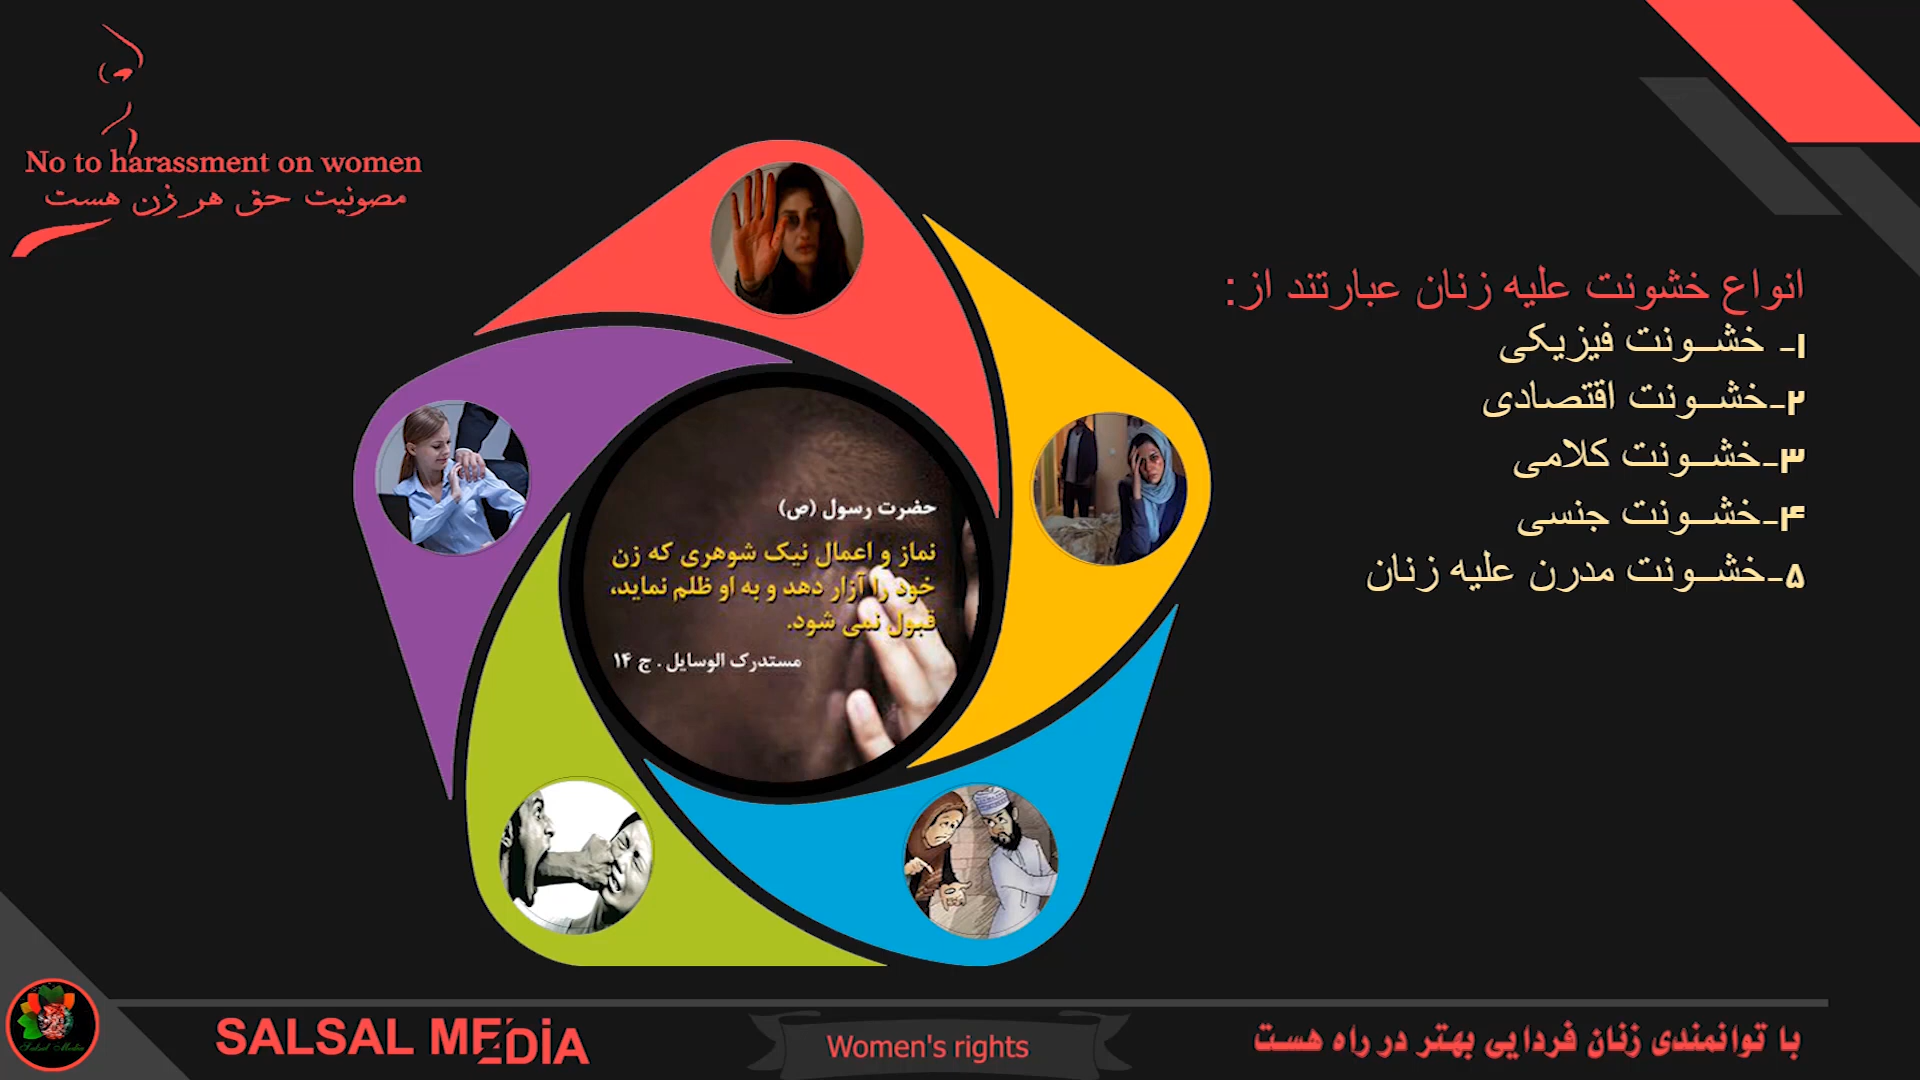 No to harassment on women
مصونیت حق هر زن هست
انواع خشونت علیه زنان عبارتند از:
۱- خشـونت فیزیکی
۲-خشـونت اقتصادی
۳-خشـونت کلامی
۴-خشـونت جنسی
۵-خشـونت مدرن علیه زنان
حضرت رسول (ص)
نماز و اعمال نیک شوهری که زن
خود را آزار دهد و به او ظلم نماید،
قبول نمی شود.
مستدرک الوسایل . ج ۱۴
Salsal Media
SALSAL MEDiA
Women's rights
با توانمندی زنان فردایی بهتر در راه هست